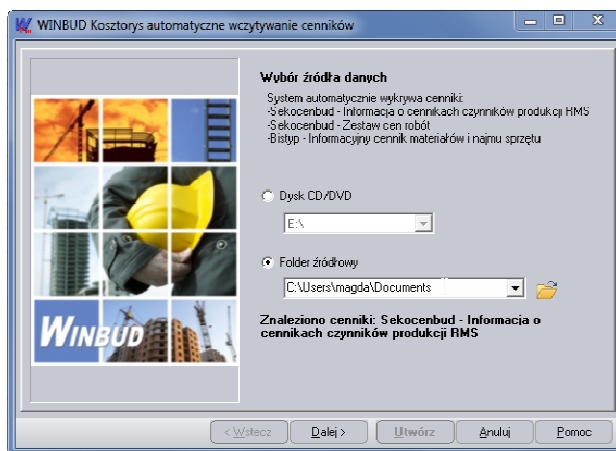 WINBUD Kosztorys automatyczne wczytywanie cenników
Wybór źródła danych
System automatycznie wykrywa cenniki:
-Sekocenbud - Informacja o cennikach czynników produkcji RMS
-Sekocenbud - Zestaw cen robót
-Bistyp - Informacyjny cennik materiałów i najmu sprzętu
Dysk CD/DVD
E:\
Folder źródłowy
C:\Users\magda\Documents
Znaleziono cenniki: Sekocenbud - Informacja o
cennikach czynników produkcji RMS
WINBUD
< Wstecz Dalej > Utwórz Anuluj Pomoc